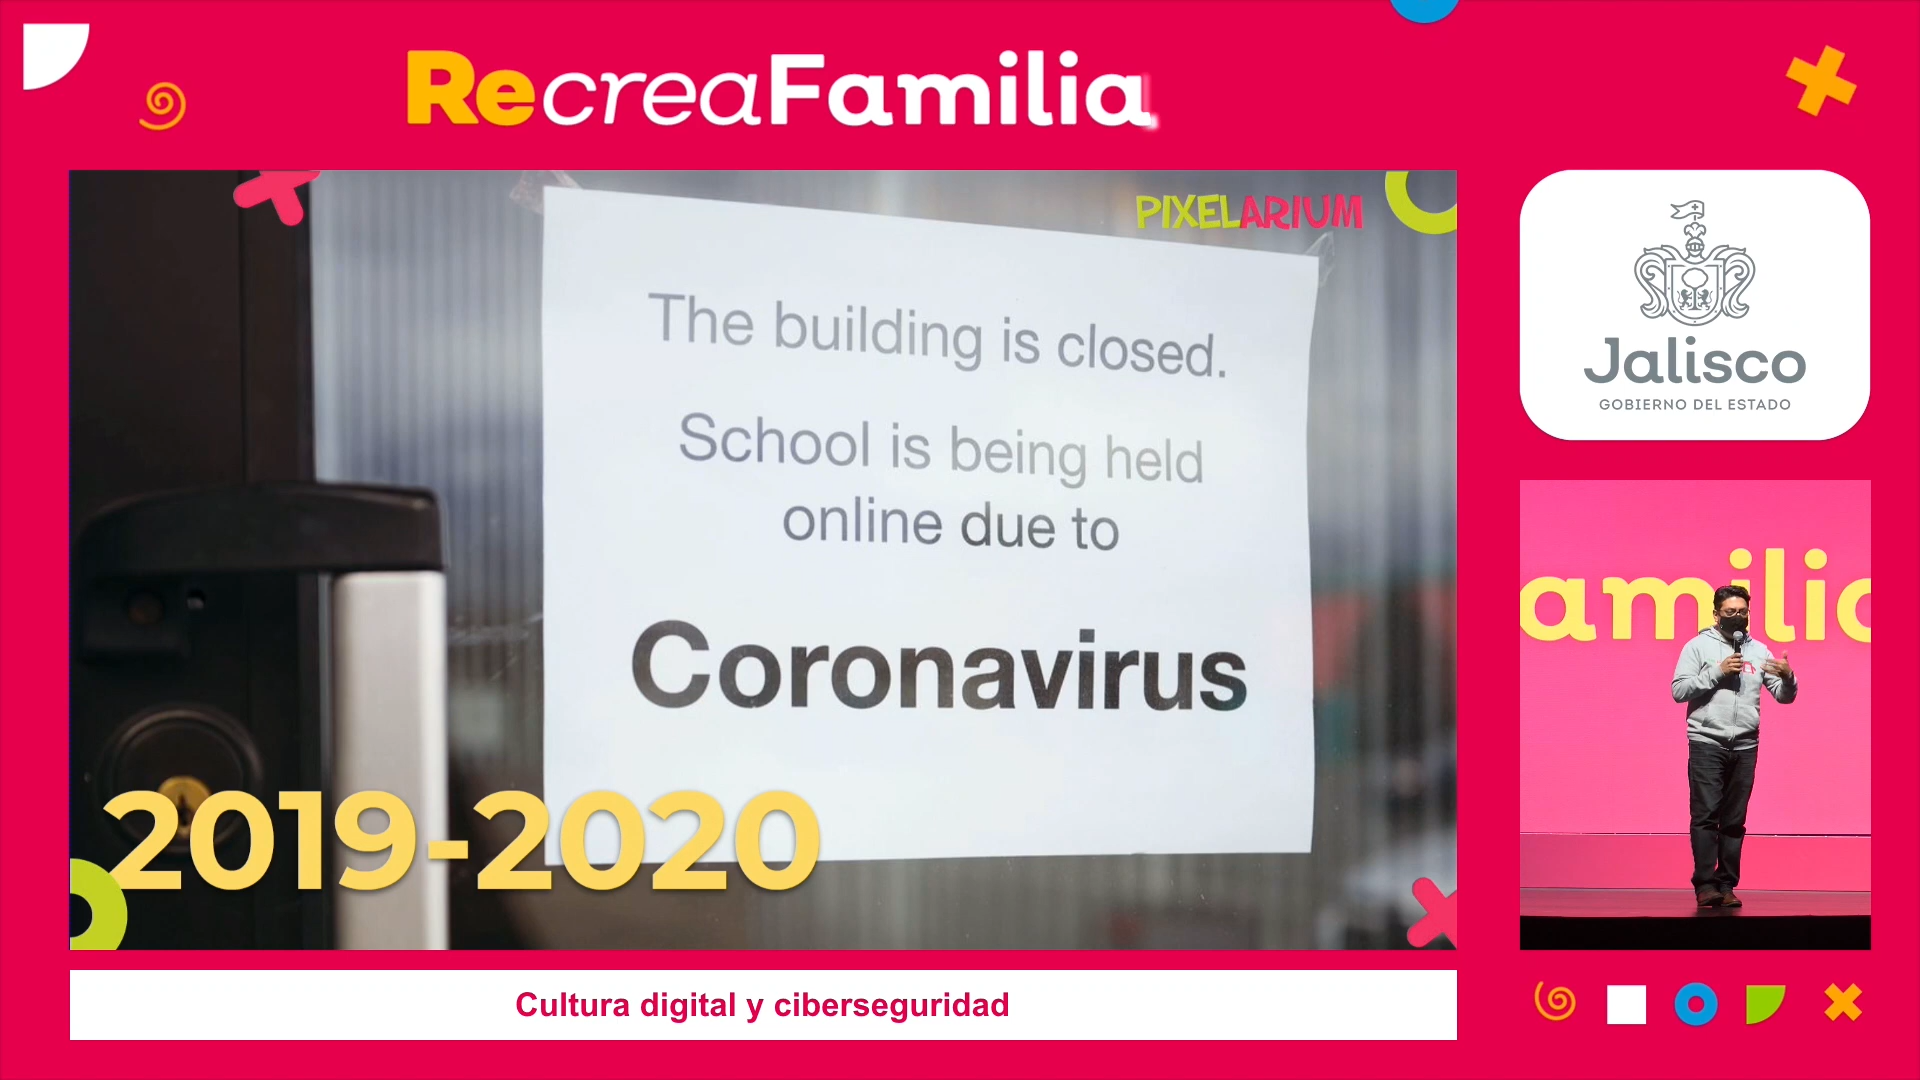 RecreaFamilia
PIXELARIUM
The building is closed.
School is being held
online due to
Coronavirus
2019-2020
Jalisco
GOBIERNO DEL ESTADO
amilia
Cultura digital y ciberseguridad